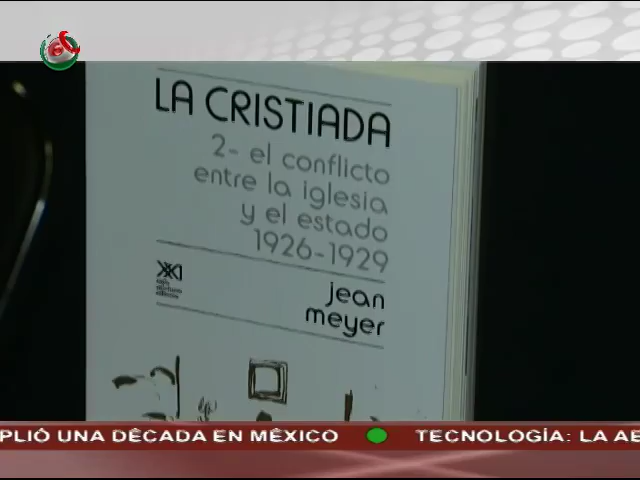 LA CRISTIADA
2- el conflicto
entre la iglesia
y el estado
1926-1929
XXI
jean
meyer
PLIÓ UNA DÉCADA EN MÉXICO
TECNOLOGÍA: LA AE